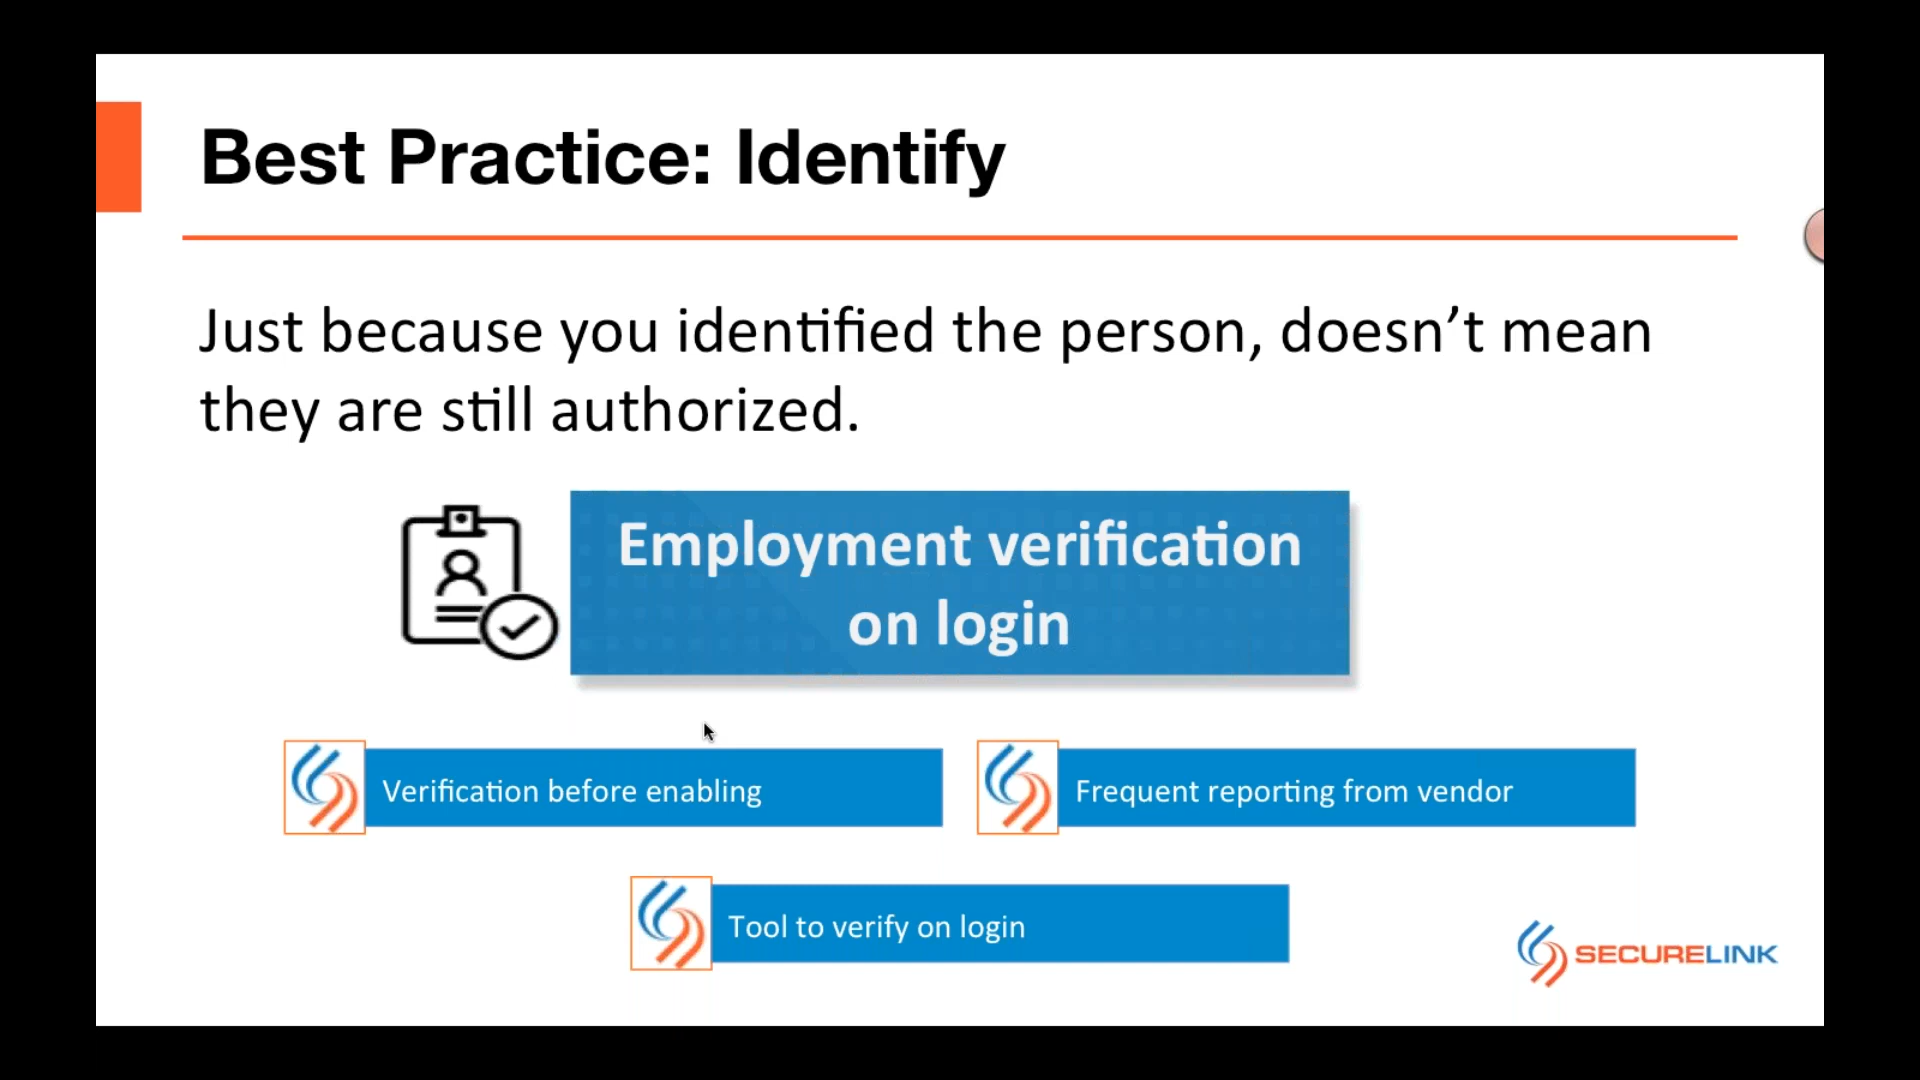 Best Practice: Identify
Just because you identified the person, doesn’t mean
they are still authorized.
Employment verification
on login
Verification before enabling
Frequent reporting from vendor
Tool to verify on login
SECURELINK